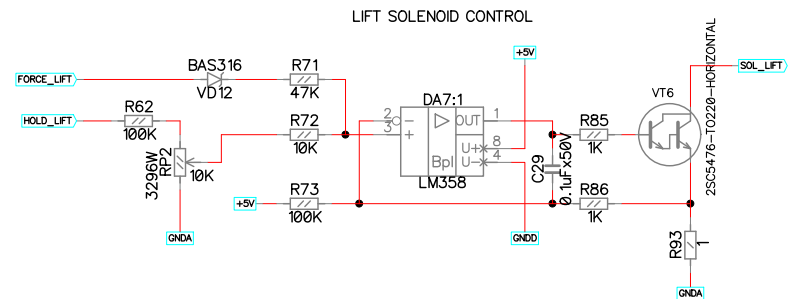 LIFT SOLENOID CONTROL
FORCE_LIFT
BAS316
VD12
R71
47K
+5V
SOL_LIFT
HOLD_LIFT
R62
100K
R72
10K
DA7:1
2
3
-
+
OUT
1
U+
8
U-
4
Bpl
LM358
R85
1K
VT6
2SC5476-TO220-HORIZONTAL
3296W
RP2
10K
C29
0.1uFx50V
+5V
R73
100K
R86
1K
GNDA
GNDD
R93
1
GNDA